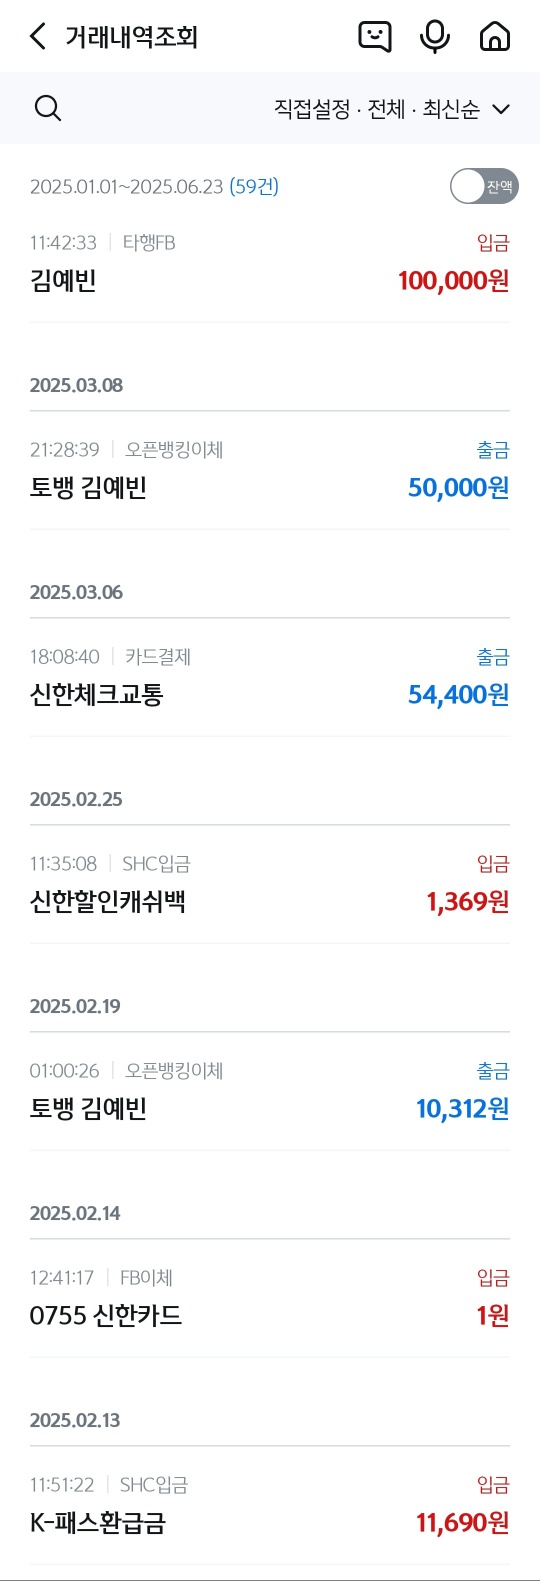 거래내역조회
직접설정 · 전체 · 최신순
2025.01.01~2025.06.23 (59건) 잔액
11:42:33 | 타행FB 입금
김예빈 100,000원
2025.03.08
21:28:39 | 오픈뱅킹이체 출금
토뱅 김예빈 50,000원
2025.03.06
18:08:40 | 카드결제 출금
신한체크교통 54,400원
2025.02.25
11:35:08 | SHC입금 입금
신한할인캐쉬백 1,369원
2025.02.19
01:00:26 | 오픈뱅킹이체 출금
토뱅 김예빈 10,312원
2025.02.14
12:41:17 | FB이체 입금
0755 신한카드 1원
2025.02.13
11:51:22 | SHC입금 입금
K-패스환급금 11,690원